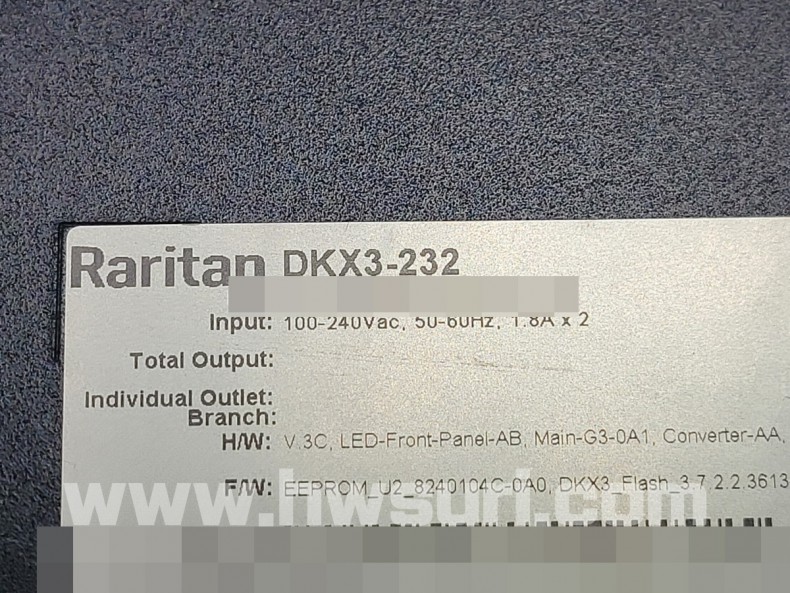 Raritan DKX3-232
Input: 100-240Vac, 50-60Hz, 1.8A x 2
Total Output:
Individual Outlet:
Branch:
H/W: V.3C, LED-Front-Panel-AB, Main-G3-0A1, Converter-AA,
F/W: EEPROM_U2_8240104C-0A0, DKX3_Flash_3.7.2.2.3613
www.hwsuri.com